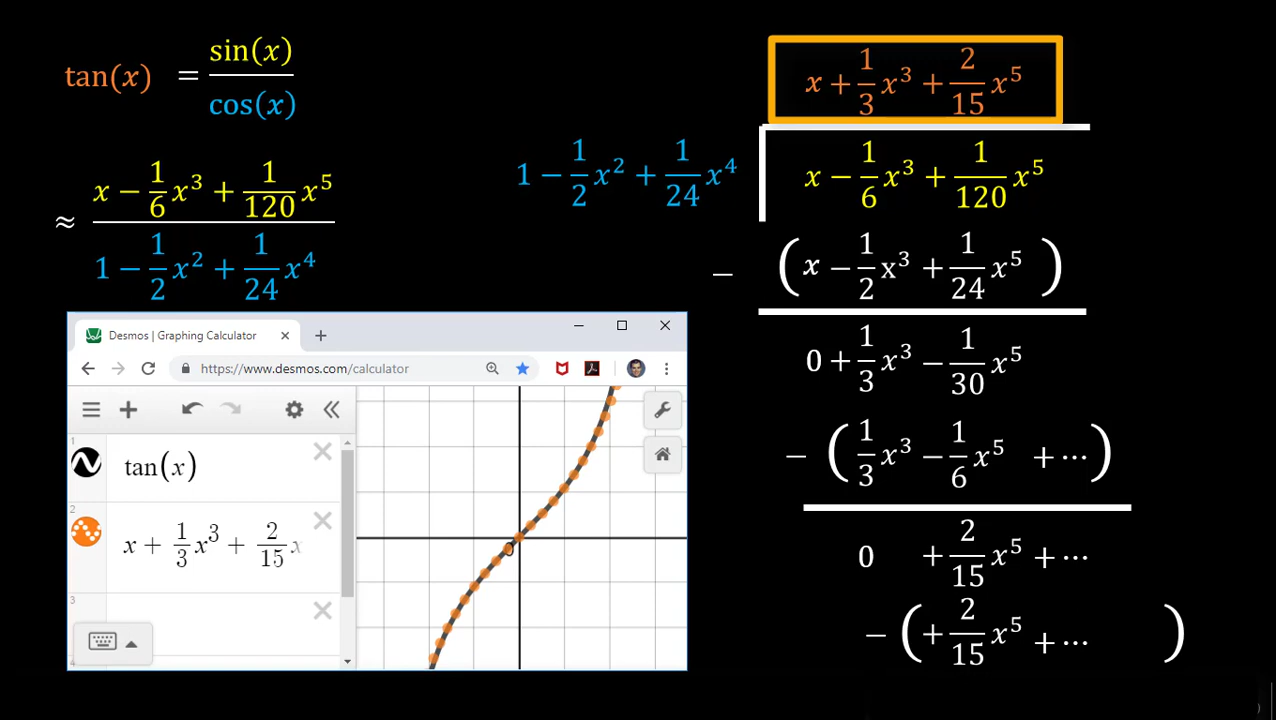 tan(x) = sin(x)/cos(x)
≈ (x − 1/6 x³ + 1/120 x⁵)/(1 − 1/2 x² + 1/24 x⁴)
x + 1/3 x³ + 2/15 x⁵
1 − 1/2 x² + 1/24 x⁴
x − 1/6 x³ + 1/120 x⁵
− (x − 1/2 x³ + 1/24 x⁵)
0 + 1/3 x³ − 1/30 x⁵
− (1/3 x³ − 1/6 x⁵ + ⋯)
0 + 2/15 x⁵ + ⋯
− (+ 2/15 x⁵ + ⋯ )
Desmos | Graphing Calculator
https://www.desmos.com/calculator
1
tan(x)
2
x + 1/3 x³ + 2/15 x
3
4